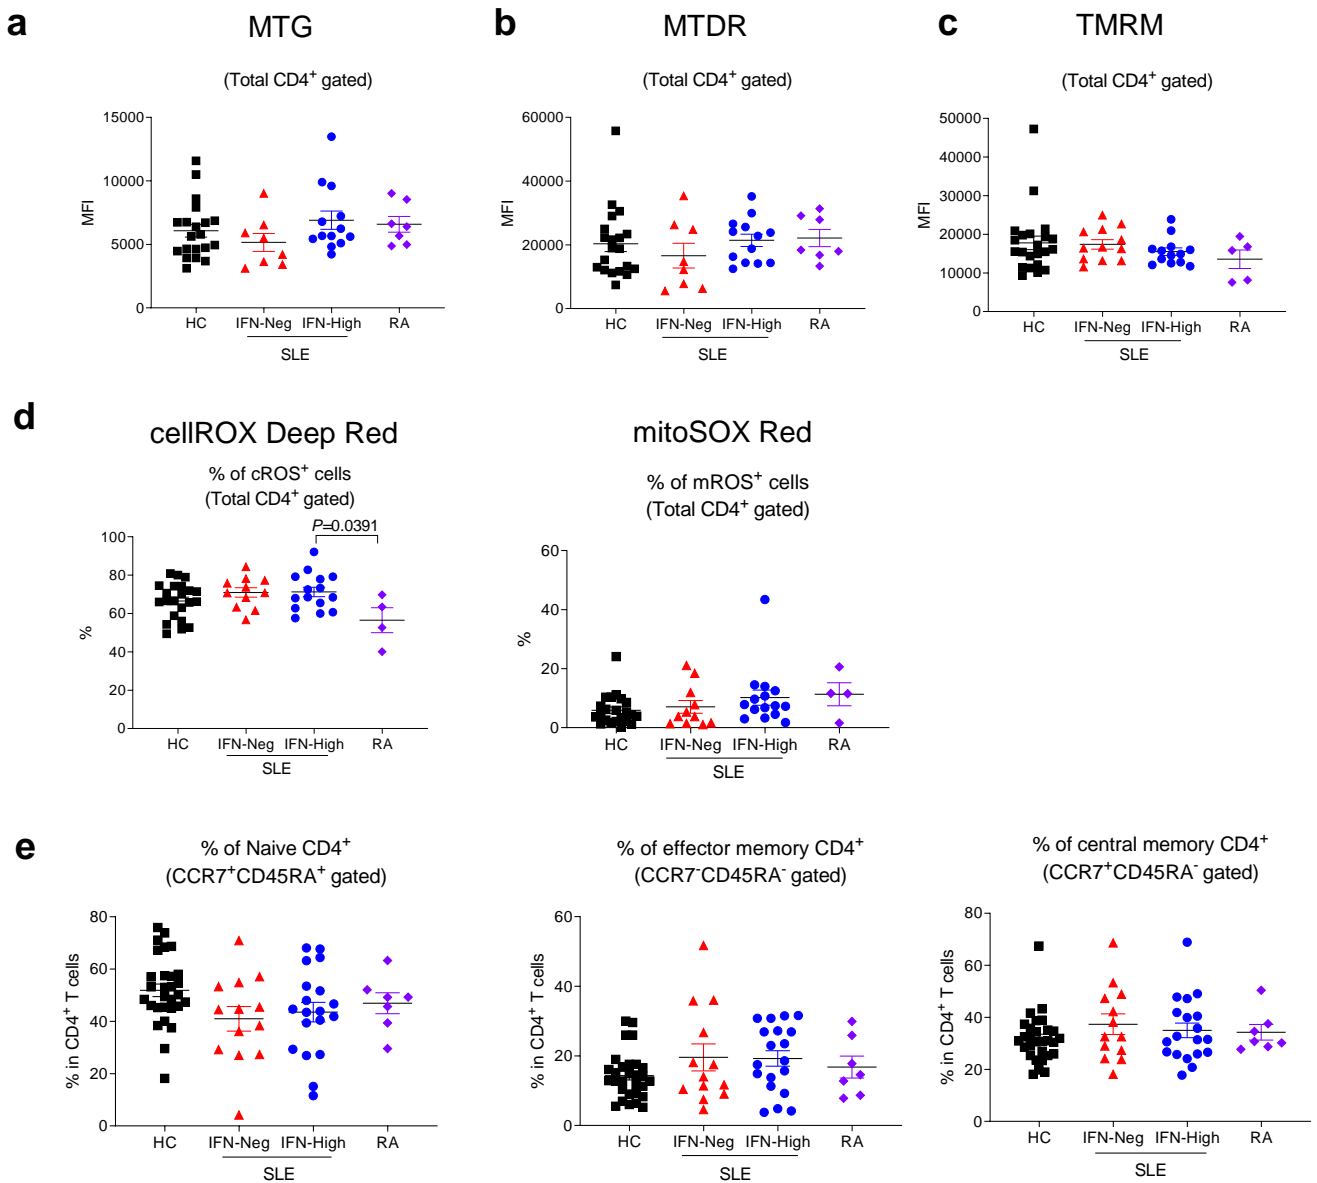 a
MTG
(Total CD4+ gated)
MFI
15000
10000
5000
0
HC
IFN-Neg
IFN-High
RA
SLE
b
MTDR
(Total CD4+ gated)
MFI
60000
40000
20000
0
HC
IFN-Neg
IFN-High
RA
SLE
c
TMRM
(Total CD4+ gated)
MFI
50000
40000
30000
20000
10000
0
HC
IFN-Neg
IFN-High
RA
SLE
d
cellROX Deep Red
% of cROS+ cells
(Total CD4+ gated)
P=0.0391
%
100
80
60
40
20
0
HC
IFN-Neg
IFN-High
RA
SLE
mitoSOX Red
% of mROS+ cells
(Total CD4+ gated)
%
60
40
20
0
HC
IFN-Neg
IFN-High
RA
SLE
e
% of Naive CD4+
(CCR7+CD45RA+ gated)
% in CD4+ T cells
80
60
40
20
0
HC
IFN-Neg
IFN-High
RA
SLE
% of effector memory CD4+
(CCR7-CD45RA- gated)
% in CD4+ T cells
60
40
20
0
HC
IFN-Neg
IFN-High
RA
SLE
% of central memory CD4+
(CCR7+CD45RA- gated)
% in CD4+ T cells
80
60
40
20
0
HC
IFN-Neg
IFN-High
RA
SLE